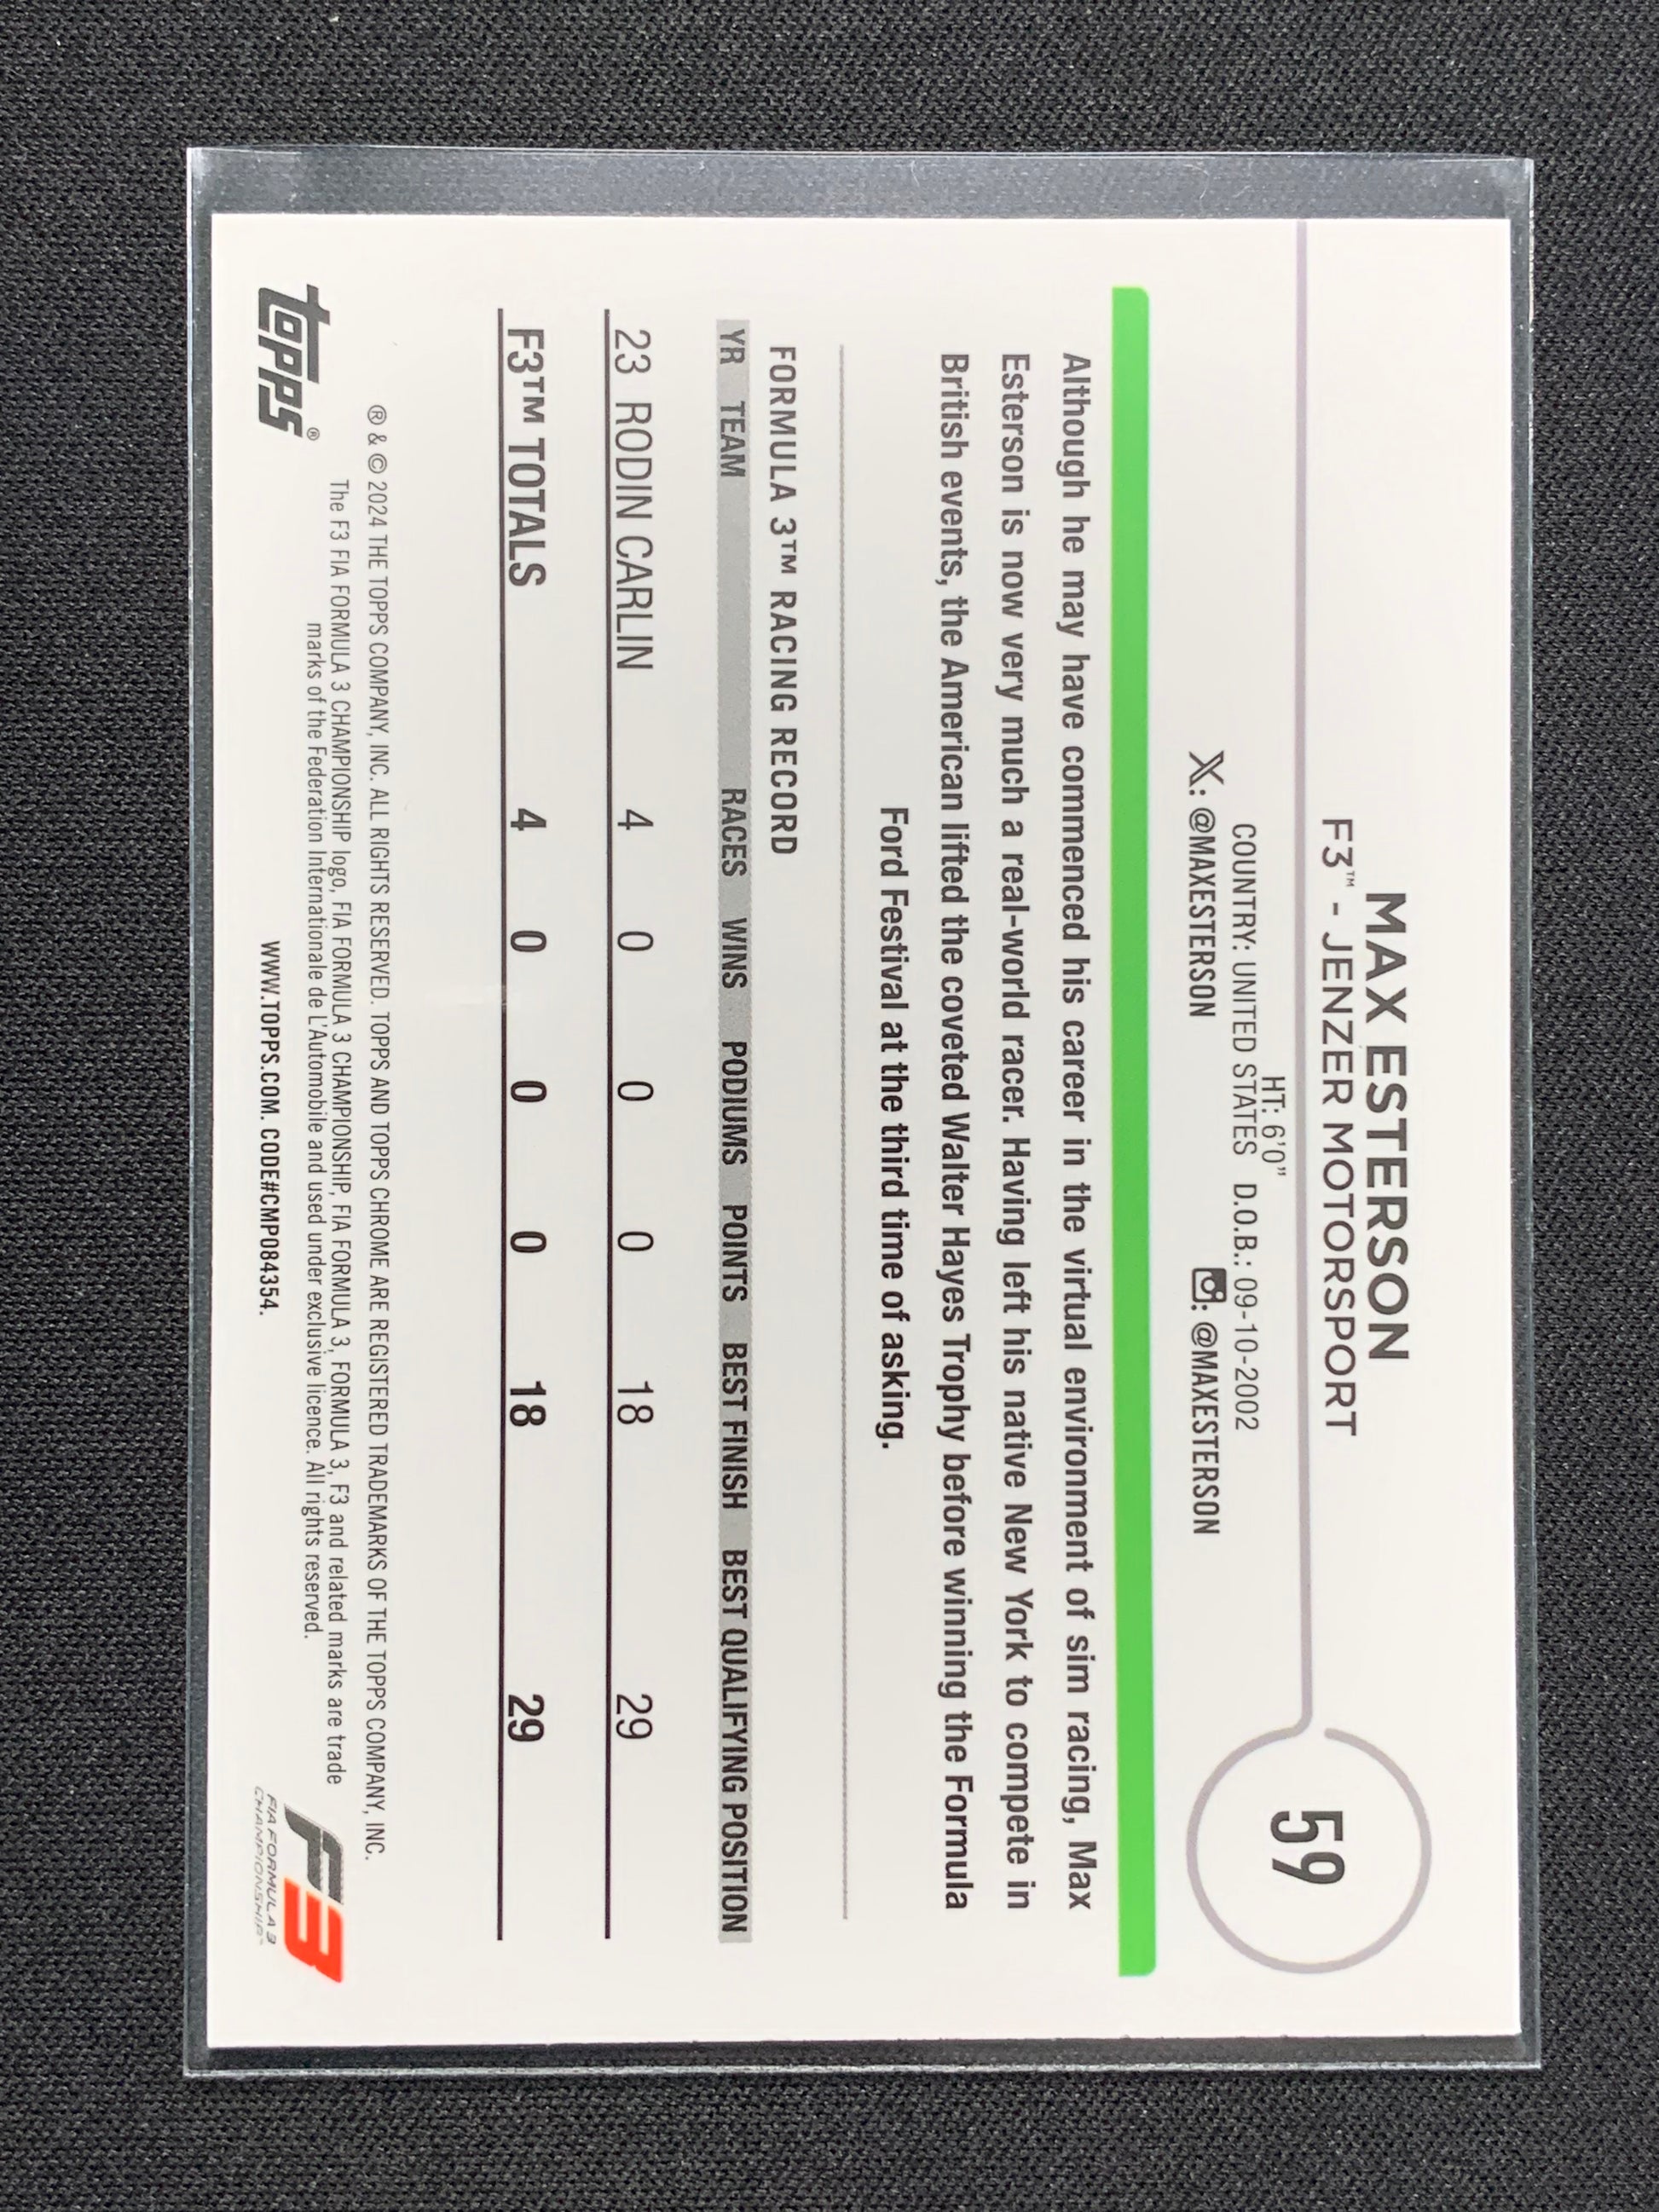 MAX ESTERSON
F3™ - JENZER MOTORSPORT
59
HT: 6'0"
COUNTRY: UNITED STATES D.O.B.: 09-10-2002
X: @MAXESTERSON : @MAXESTERSON
Although he may have commenced his career in the virtual environment of sim racing, Max
Esterson is now very much a real-world racer. Having left his native New York to compete in
British events, the American lifted the coveted Walter Hayes Trophy before winning the Formula
Ford Festival at the third time of asking.
FORMULA 3™ RACING RECORD
YR TEAM RACES WINS PODIUMS POINTS BEST FINISH BEST QUALIFYING POSITION
23 RODIN CARLIN 4 0 0 0 18 29
F3™ TOTALS 4 0 0 0 18 29
® & © 2024 THE TOPPS COMPANY, INC. ALL RIGHTS RESERVED. TOPPS AND TOPPS CHROME ARE REGISTERED TRADEMARKS OF THE TOPPS COMPANY, INC.
The F3 FIA FORMULA 3 CHAMPIONSHIP logo, FIA FORMULA 3 CHAMPIONSHIP, FIA FORMULA 3, FORMULA 3, F3 and related marks are trade
marks of the Federation Internationale de L'Automobile and used under exclusive licence. All rights reserved.
WWW.TOPPS.COM. CODE#CMP084354.
topps®
F3
FIA FORMULA 3
CHAMPIONSHIP™